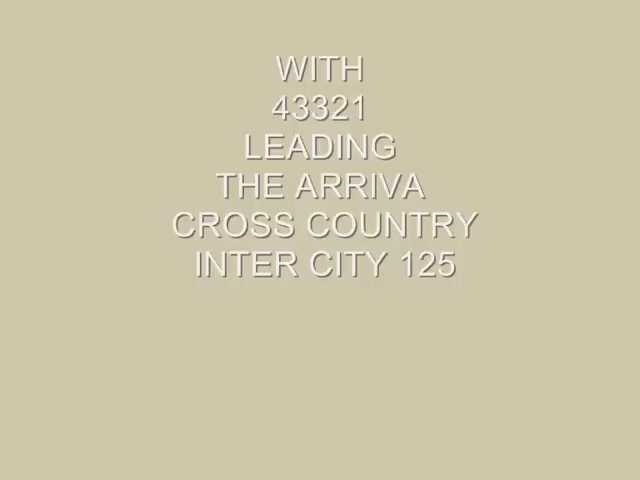 WITH
43321
LEADING
THE ARRIVA
CROSS COUNTRY
INTER CITY 125